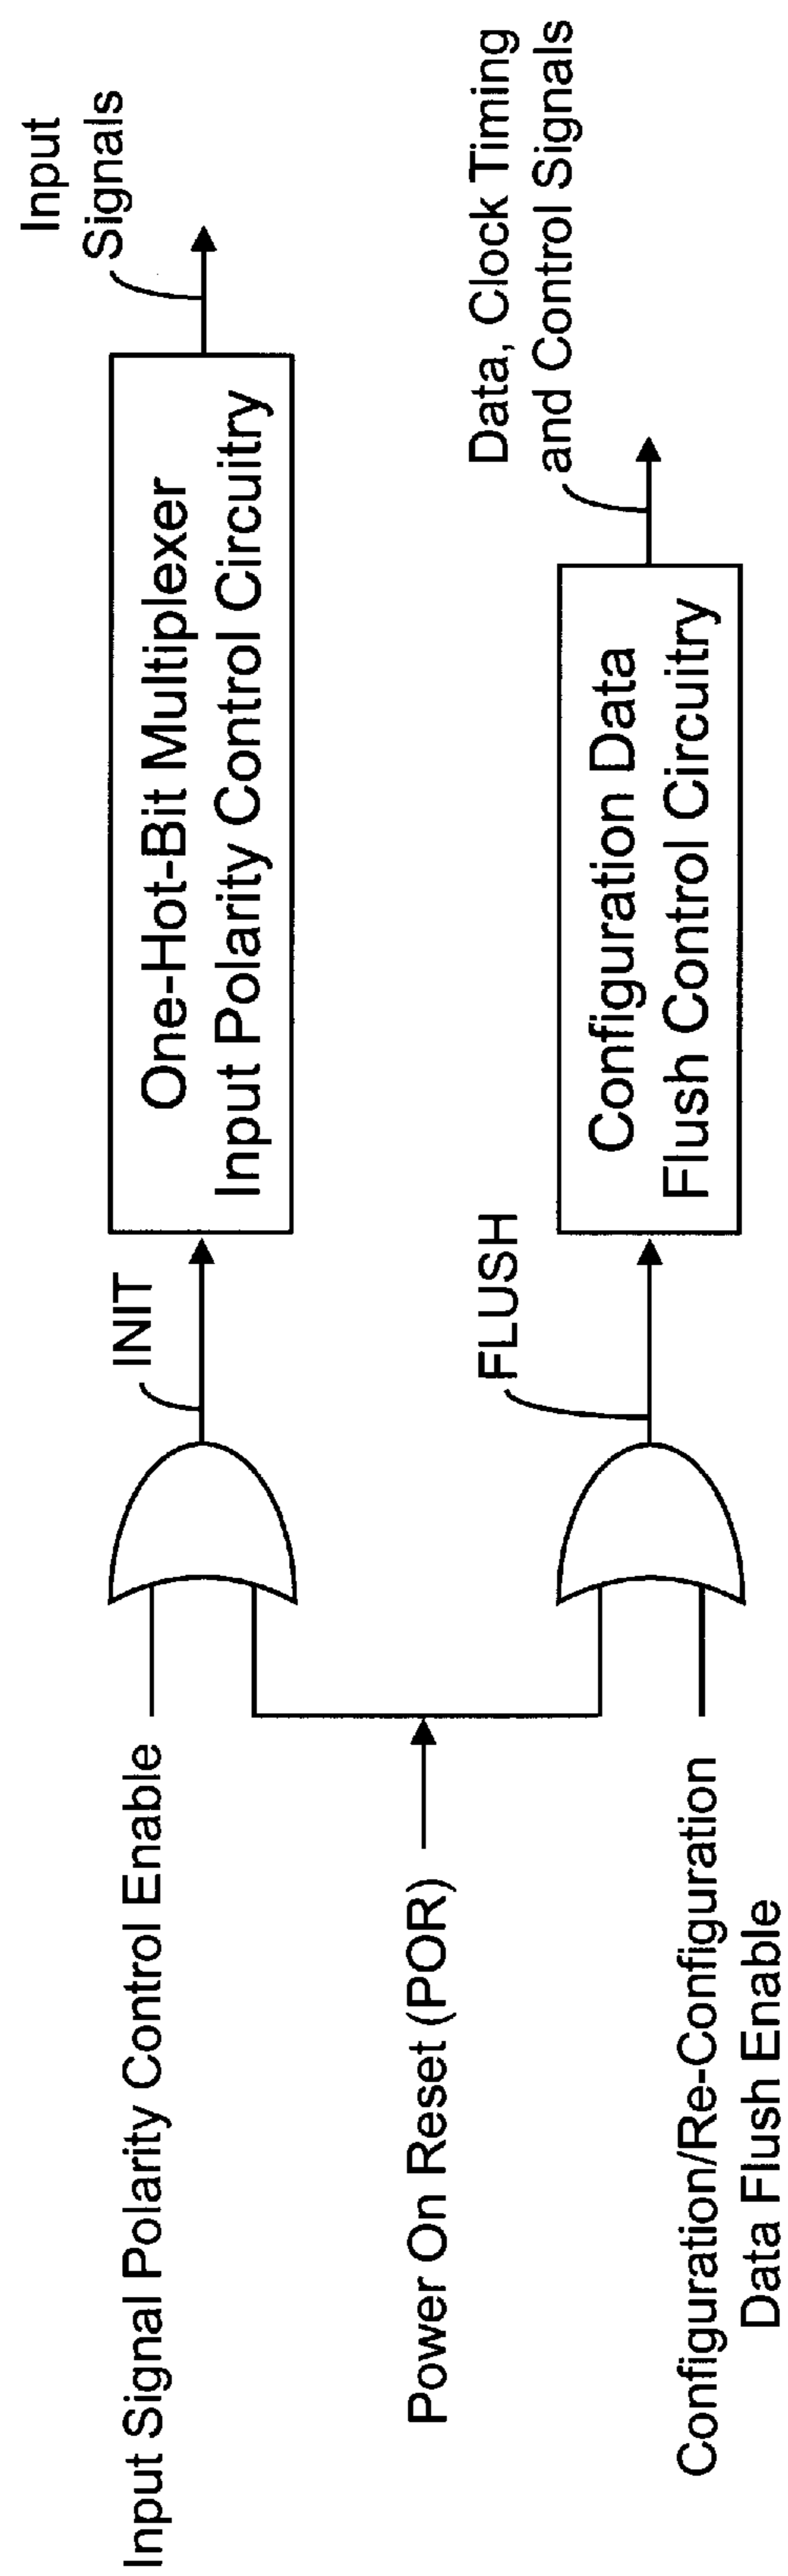 Input Signal Polarity Control Enable
INIT
One-Hot-Bit Multiplexer
Input Polarity Control Circuitry
Input
Signals
Power On Reset (POR)
Configuration/Re-Configuration
Data Flush Enable
FLUSH
Configuration Data
Flush Control Circuitry
Data, Clock Timing
and Control Signals